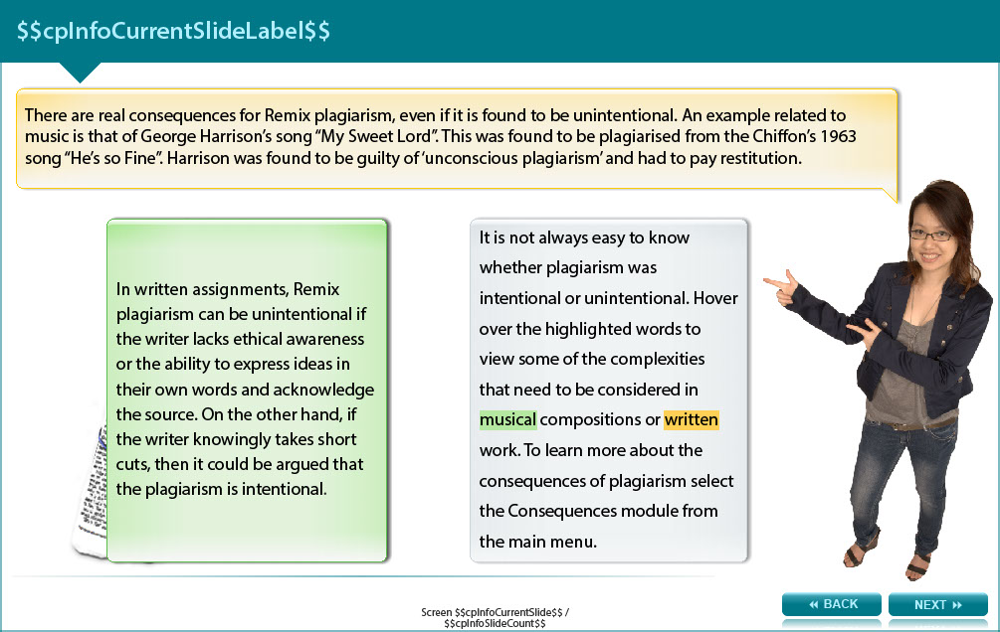 $$cpInfoCurrentSlideLabel$$
There are real consequences for Remix plagiarism, even if it is found to be unintentional. An example related to
music is that of George Harrison's song “My Sweet Lord”. This was found to be plagiarised from the Chiffon's 1963
song “He's so Fine”. Harrison was found to be guilty of ‘unconscious plagiarism’ and had to pay restitution.
In written assignments, Remix
plagiarism can be unintentional if
the writer lacks ethical awareness
or the ability to express ideas in
their own words and acknowledge
the source. On the other hand, if
the writer knowingly takes short
cuts, then it could be argued that
the plagiarism is intentional.
It is not always easy to know
whether plagiarism was
intentional or unintentional. Hover
over the highlighted words to
view some of the complexities
that need to be considered in
musical compositions or written
work. To learn more about the
consequences of plagiarism select
the Consequences module from
the main menu.
Screen $$cpInfoCurrentSlide$$ /
$$cpInfoSlideCount$$
BACK
NEXT